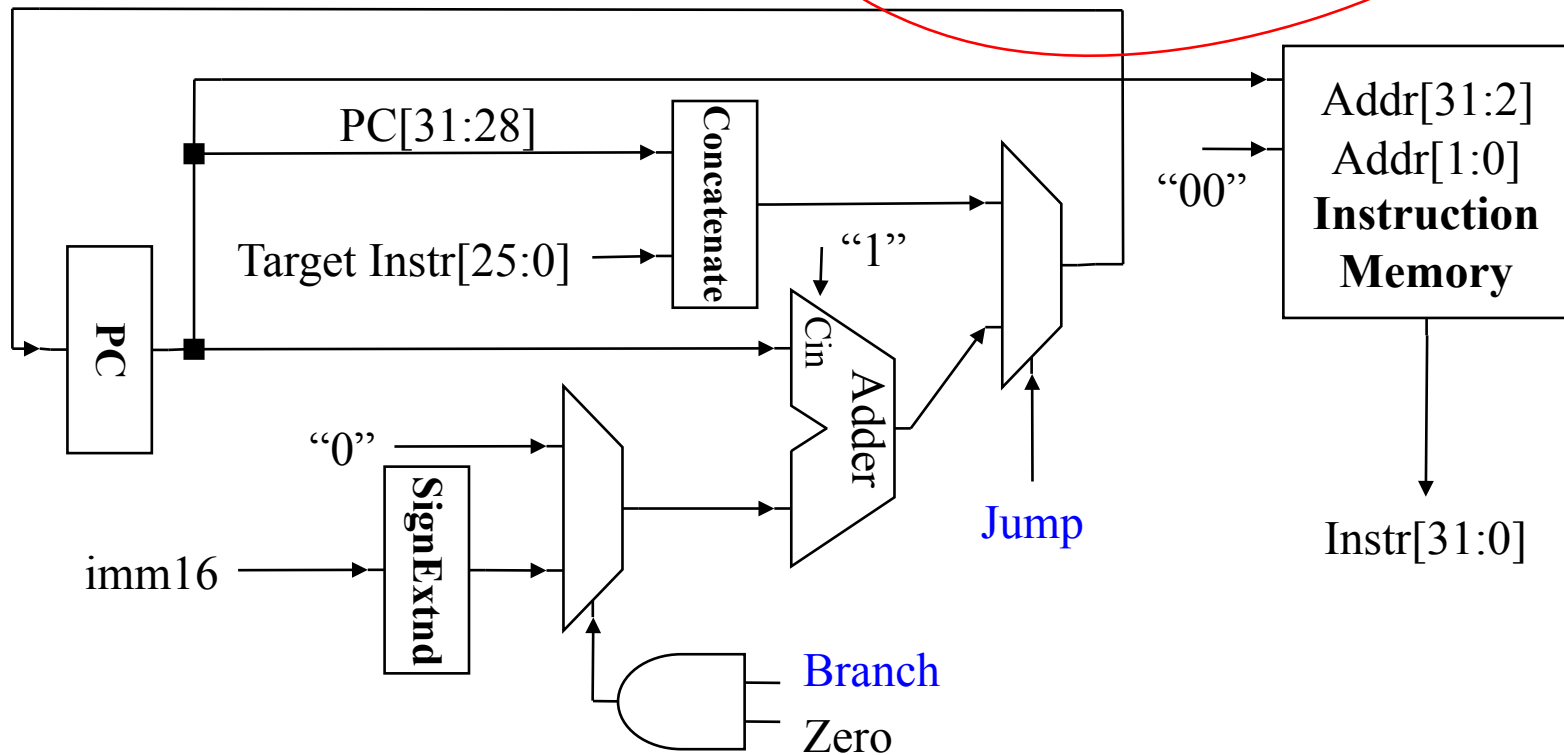 PC[31:28]
Concatenate
Addr[31:2]
Addr[1:0]
Instruction
Memory
“00”
Target Instr[25:0]
“1”
PC
Cin
Adder
“0”
SignExtnd
Jump
Instr[31:0]
imm16
Branch
Zero